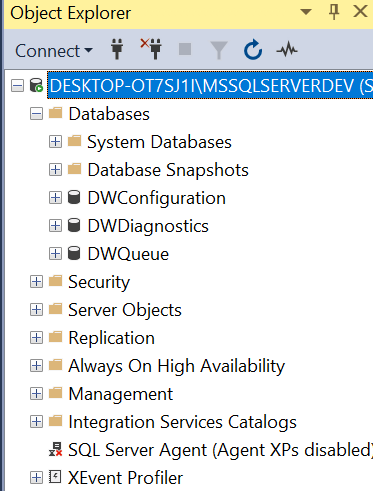 Object Explorer
Connect
DESKTOP-OT7SJ1I\MSSQLSERVERDEV (S
Databases
System Databases
Database Snapshots
DWConfiguration
DWDiagnostics
DWQueue
Security
Server Objects
Replication
Always On High Availability
Management
Integration Services Catalogs
SQL Server Agent (Agent XPs disabled)
XEvent Profiler